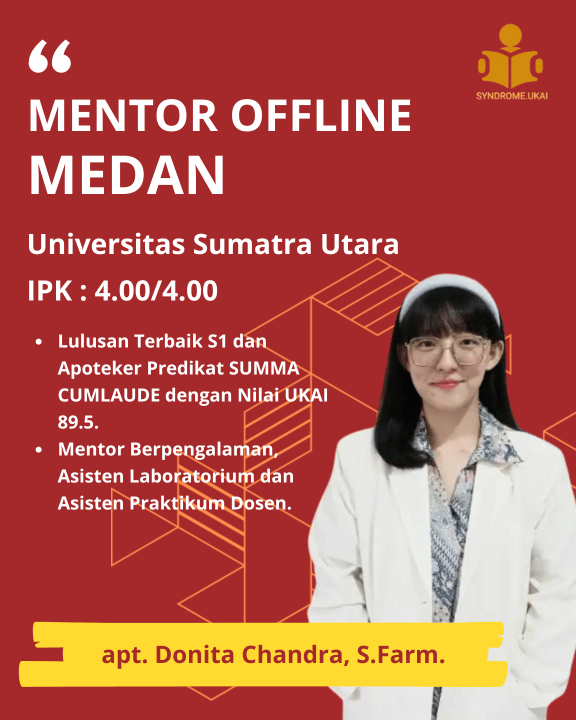 SYNDROME.UKAI
MENTOR OFFLINE
MEDAN
Universitas Sumatra Utara
IPK : 4.00/4.00
• Lulusan Terbaik S1 dan
Apoteker Predikat SUMMA
CUMLAUDE dengan Nilai UKAI
89.5.
• Mentor Berpengalaman,
Asisten Laboratorium dan
Asisten Praktikum Dosen.
apt. Donita Chandra, S.Farm.